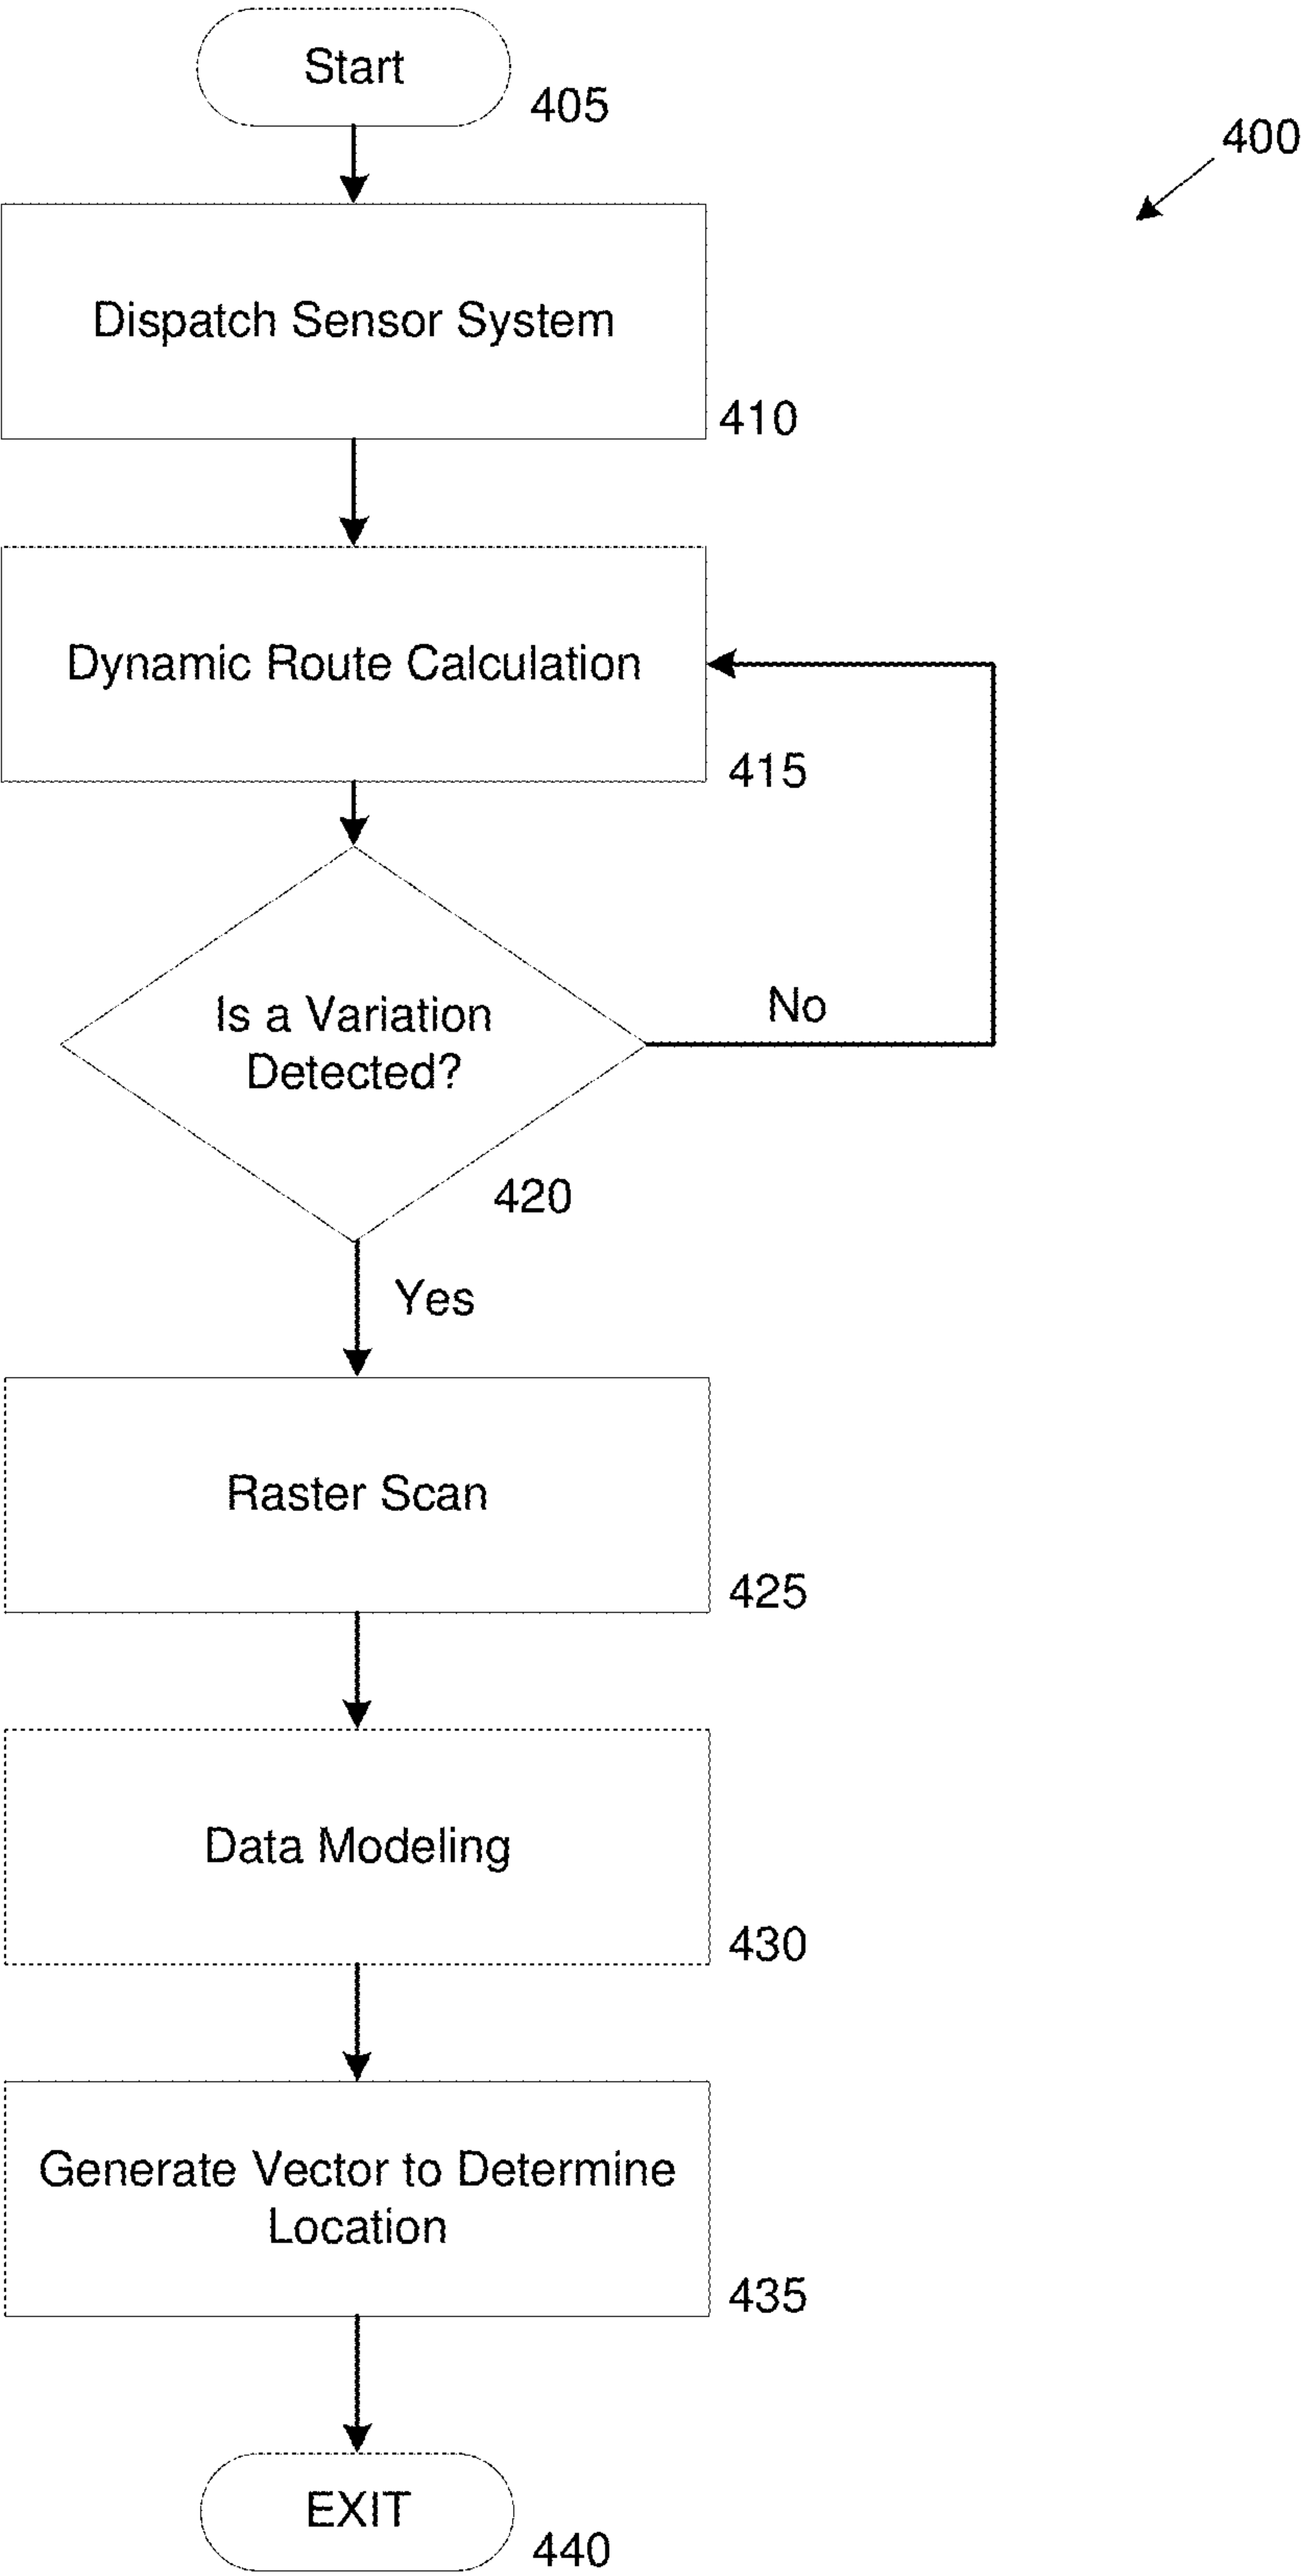 Start
405
400
Dispatch Sensor System
410
Dynamic Route Calculation
415
Is a Variation
Detected?
No
420
Yes
Raster Scan
425
Data Modeling
430
Generate Vector to Determine
Location
435
EXIT
440